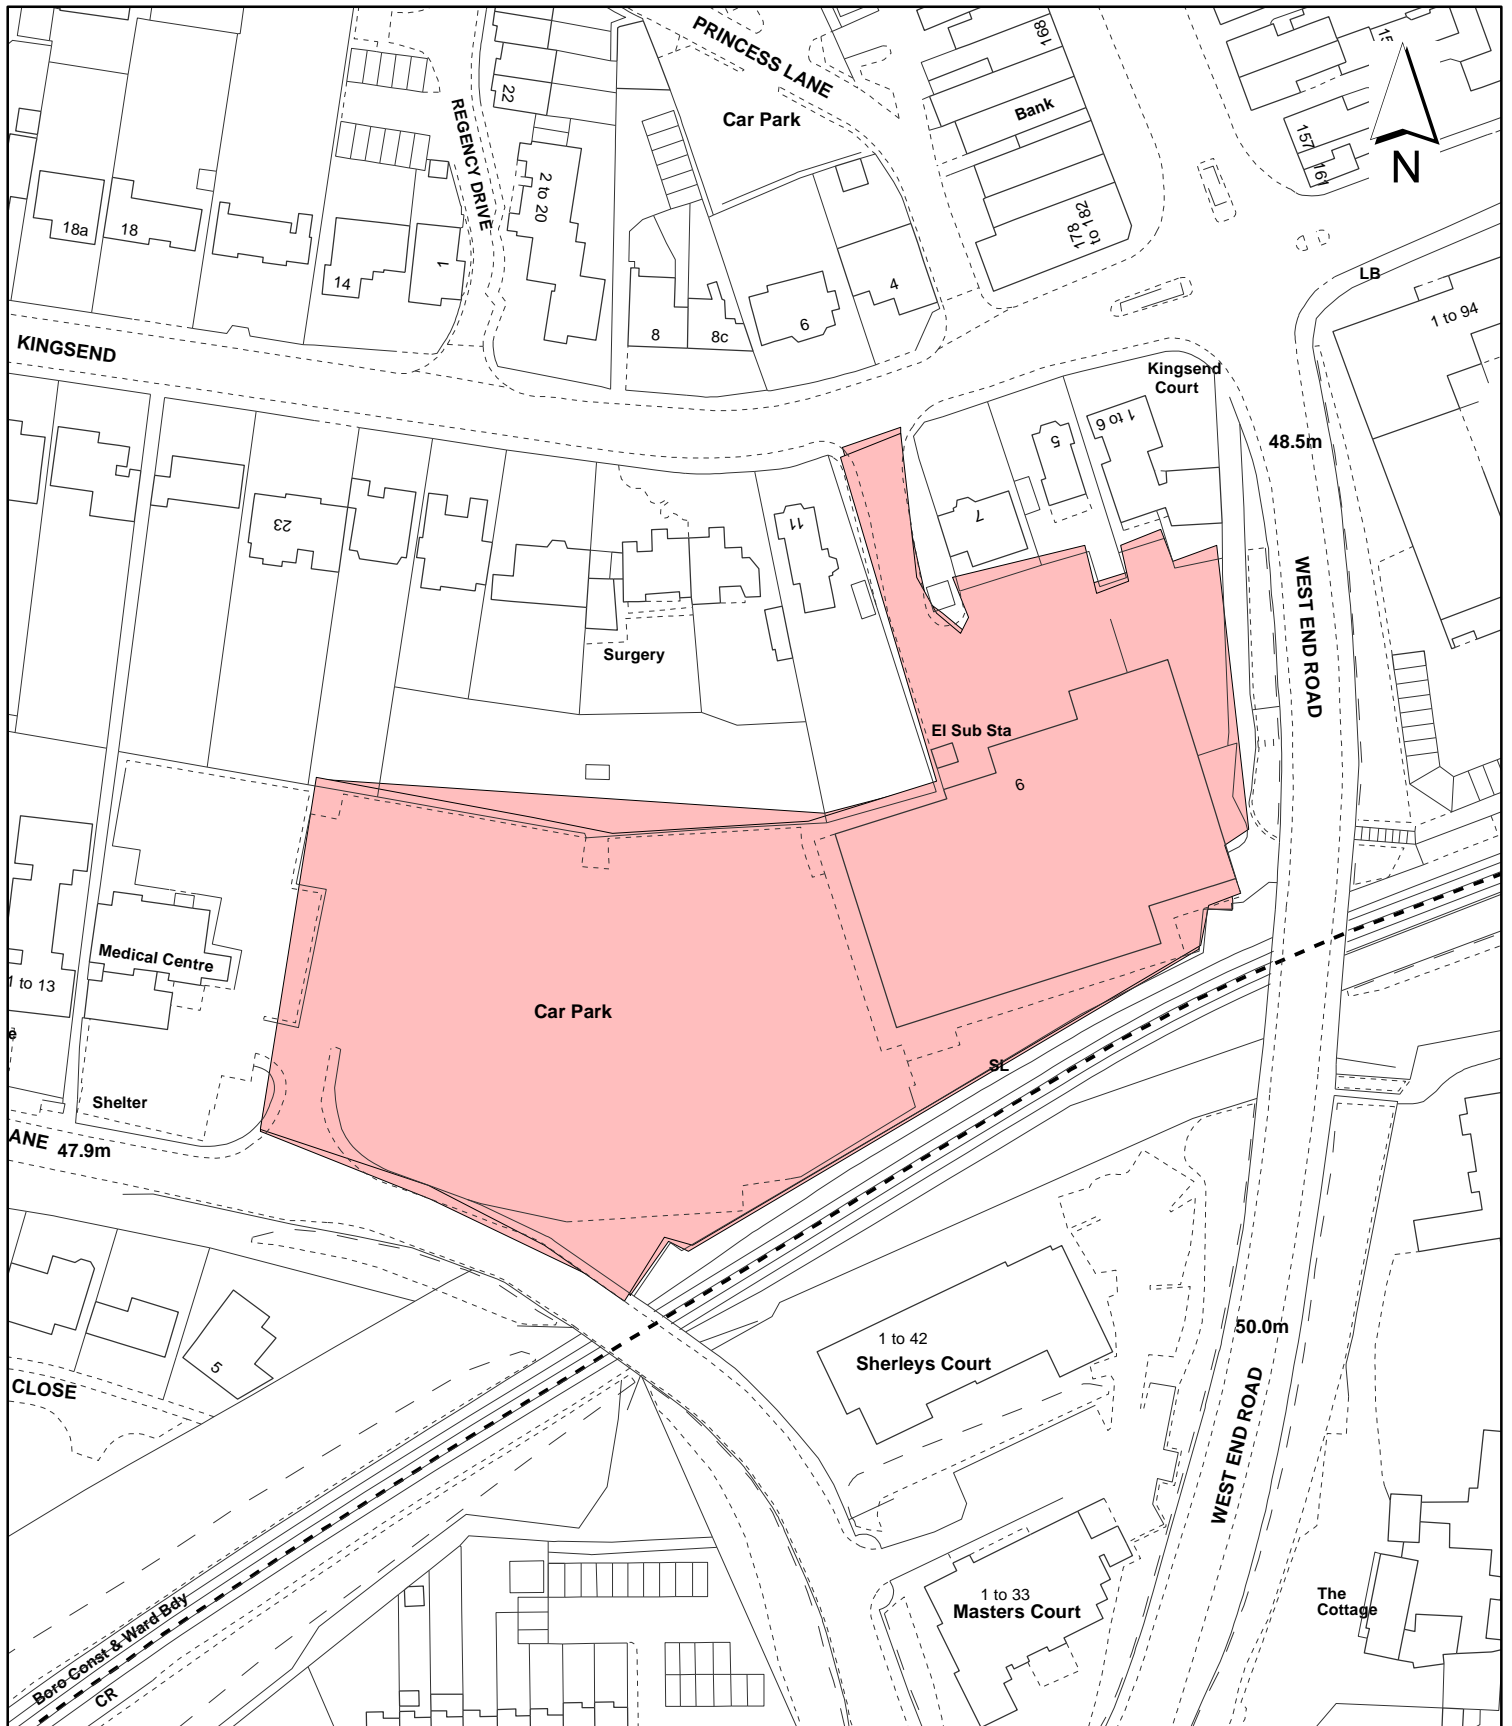 PRINCESS LANE
168
15
Car Park
Bank
22
REGENCY DRIVE
157
161
N
2 to 20
18a
18
14
1
178
to 182
LB
4
6
8
8c
1 to 94
KINGSEND
Kingsend
Court
1 to 6
5
48.5m
23
11
7
WEST END ROAD
Surgery
El Sub Sta
6
Medical Centre
1 to 13
e
Car Park
SL
Shelter
ANE
47.9m
5
CLOSE
1 to 42
Sherleys Court
50.0m
WEST END ROAD
1 to 33
Masters Court
The
Cottage
Boro Const & Ward Bdy
CR